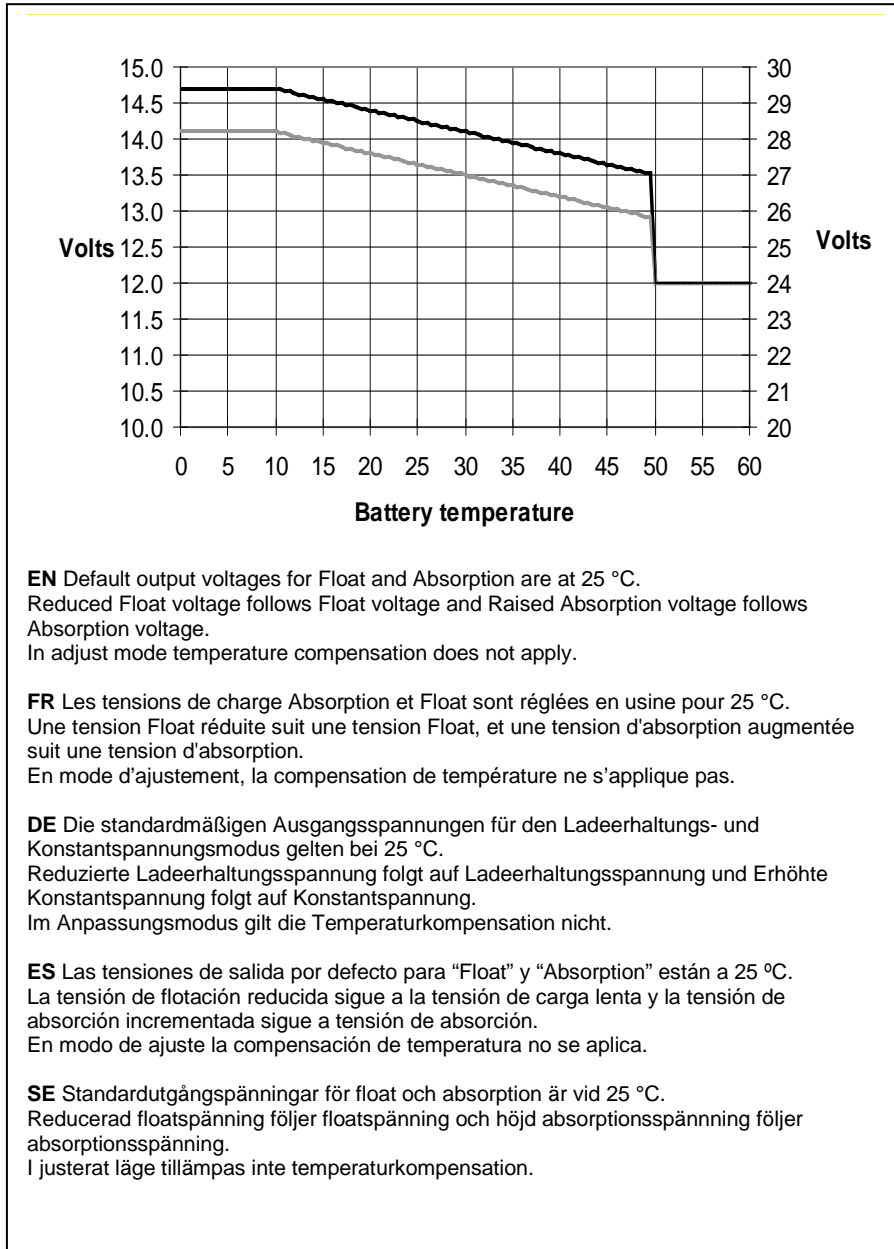 15.0 30
14.5 29
14.0 28
13.5 27
13.0 26
Volts 12.5 25 Volts
12.0 24
11.5 23
11.0 22
10.5 21
10.0 20
0 5 10 15 20 25 30 35 40 45 50 55 60
Battery temperature
EN Default output voltages for Float and Absorption are at 25 °C.
Reduced Float voltage follows Float voltage and Raised Absorption voltage follows
Absorption voltage.
In adjust mode temperature compensation does not apply.
FR Les tensions de charge Absorption et Float sont réglées en usine pour 25 °C.
Une tension Float réduite suit une tension Float, et une tension d'absorption augmentée
suit une tension d'absorption.
En mode d’ajustement, la compensation de température ne s’applique pas.
DE Die standardmäßigen Ausgangsspannungen für den Ladeerhaltungs- und
Konstantspannungsmodus gelten bei 25 °C.
Reduzierte Ladeerhaltungsspannung folgt auf Ladeerhaltungsspannung und Erhöhte
Konstantspannung folgt auf Konstantspannung.
Im Anpassungsmodus gilt die Temperaturkompensation nicht.
ES Las tensiones de salida por defecto para “Float” y “Absorption” están a 25 ºC.
La tensión de flotación reducida sigue a la tensión de carga lenta y la tensión de
absorción incrementada sigue a tensión de absorción.
En modo de ajuste la compensación de temperatura no se aplica.
SE Standardutgångspänningar för float och absorption är vid 25 °C.
Reducerad floatspänning följer floatspänning och höjd absorptionsspännning följer
absorptionsspänning.
I justerat läge tillämpas inte temperaturkompensation.